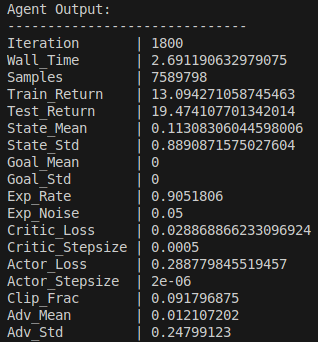 Agent Output:
-----------------------------
Iteration | 1800
Wall_Time | 2.691190632979075
Samples | 7589798
Train_Return | 13.094271058745463
Test_Return | 19.474107701342014
State_Mean | 0.11308306044598006
State_Std | 0.8890871575027604
Goal_Mean | 0
Goal_Std | 0
Exp_Rate | 0.9051806
Exp_Noise | 0.05
Critic_Loss | 0.028868866233096924
Critic_Stepsize | 0.0005
Actor_Loss | 0.288779845519457
Actor_Stepsize | 2e-06
Clip_Frac | 0.091796875
Adv_Mean | 0.012107202
Adv_Std | 0.24799123